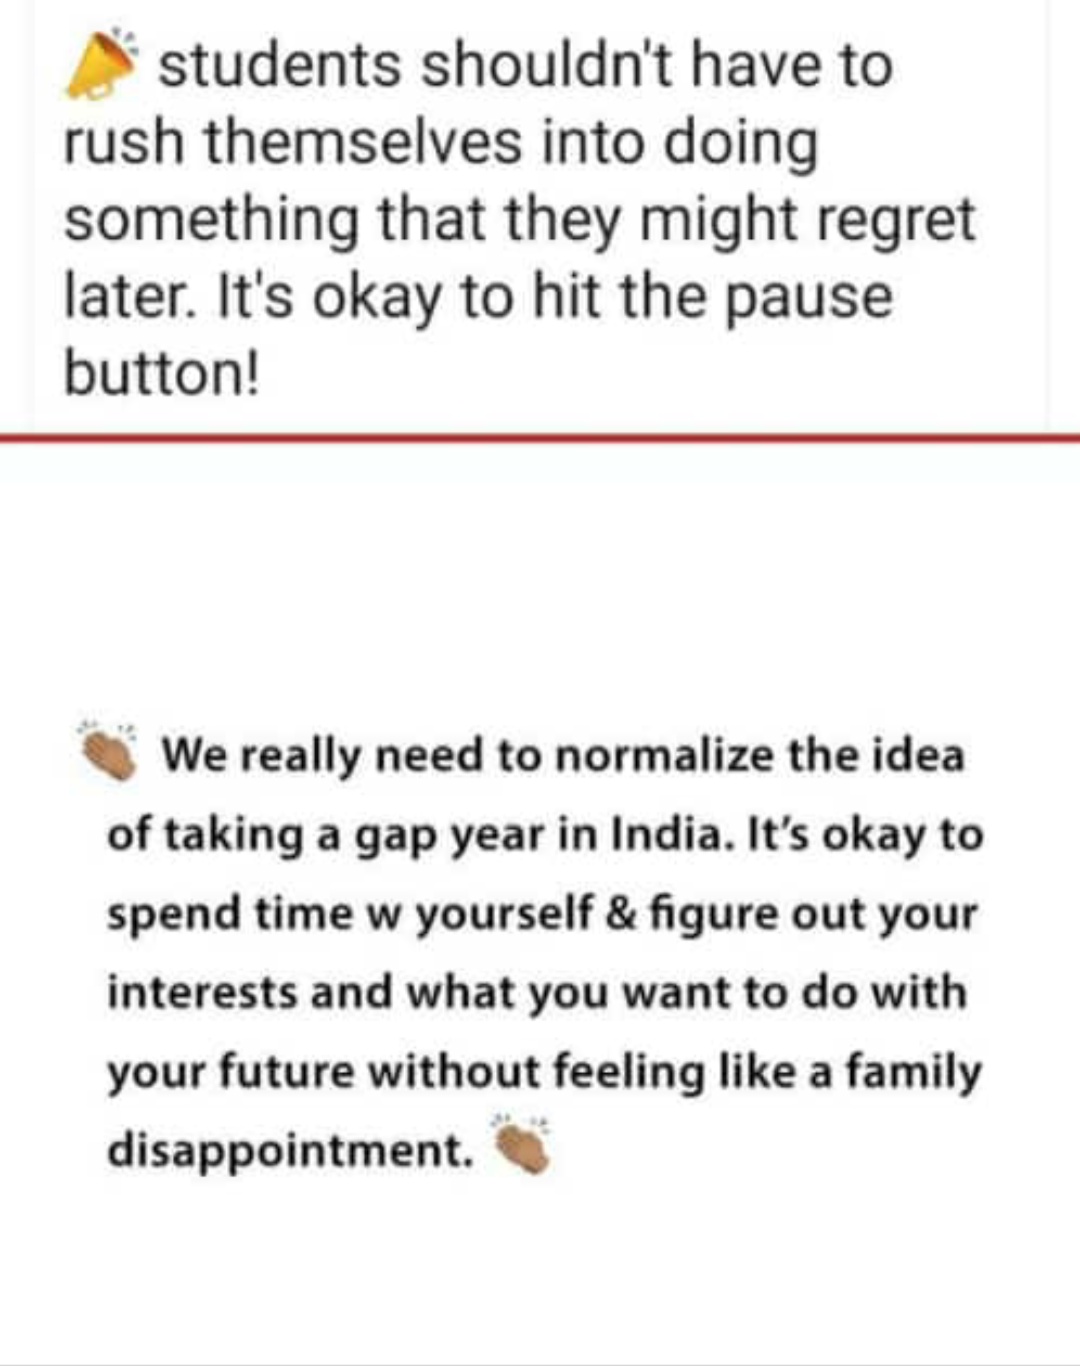 📣 students shouldn't have to
rush themselves into doing
something that they might regret
later. It's okay to hit the pause
button!
👏🏽 We really need to normalize the idea
of taking a gap year in India. It's okay to
spend time w yourself & figure out your
interests and what you want to do with
your future without feeling like a family
disappointment. 👏🏽